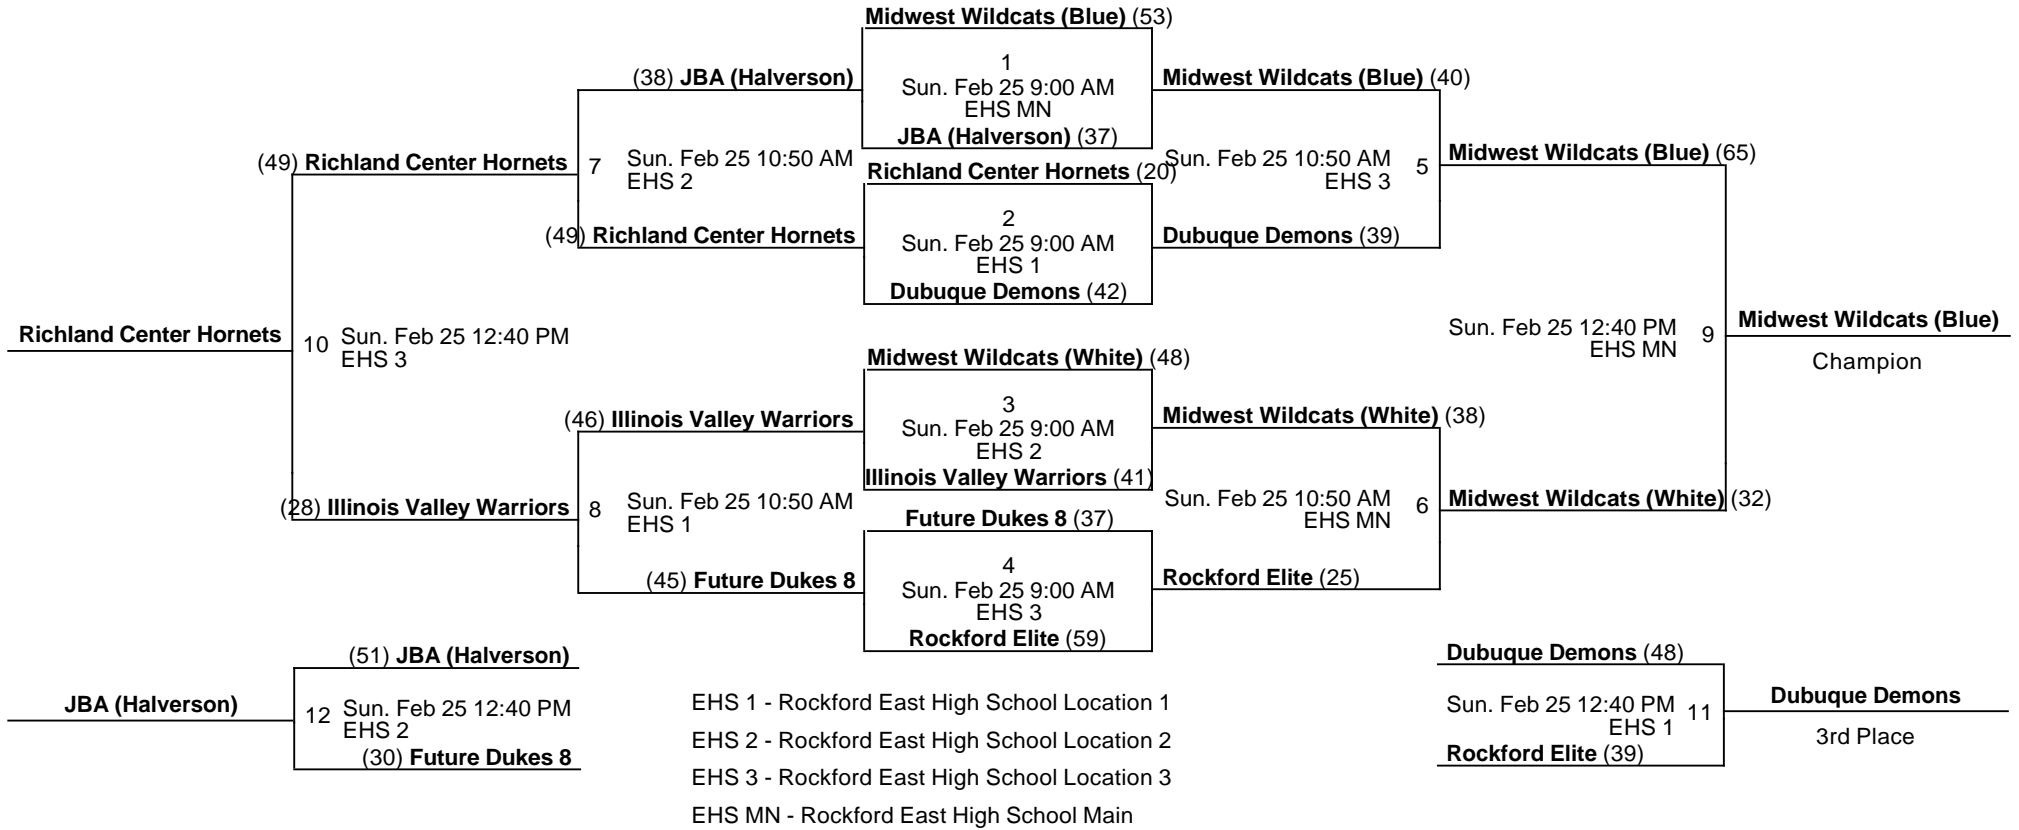 Midwest Wildcats (Blue) (53)
1
Sun. Feb 25 9:00 AM
EHS MN
JBA (Halverson) (37)
(38) JBA (Halverson)
Midwest Wildcats (Blue) (40)
(49) Richland Center Hornets
7
Sun. Feb 25 10:50 AM
EHS 2
Richland Center Hornets (20)
Sun. Feb 25 10:50 AM
EHS 3
5
Midwest Wildcats (Blue) (65)
2
Sun. Feb 25 9:00 AM
EHS 1
Dubuque Demons (42)
(49) Richland Center Hornets
Dubuque Demons (39)
Richland Center Hornets
10
Sun. Feb 25 12:40 PM
EHS 3
Sun. Feb 25 12:40 PM
EHS MN
9
Midwest Wildcats (Blue)
Champion
Midwest Wildcats (White) (48)
3
Sun. Feb 25 9:00 AM
EHS 2
Illinois Valley Warriors (41)
(46) Illinois Valley Warriors
Midwest Wildcats (White) (38)
(28) Illinois Valley Warriors
8
Sun. Feb 25 10:50 AM
EHS 1
Sun. Feb 25 10:50 AM
EHS MN
6
Midwest Wildcats (White) (32)
Future Dukes 8 (37)
4
Sun. Feb 25 9:00 AM
EHS 3
Rockford Elite (59)
(45) Future Dukes 8
Rockford Elite (25)
(51) JBA (Halverson)
JBA (Halverson)
12
Sun. Feb 25 12:40 PM
EHS 2
(30) Future Dukes 8
EHS 1 - Rockford East High School Location 1
EHS 2 - Rockford East High School Location 2
EHS 3 - Rockford East High School Location 3
EHS MN - Rockford East High School Main
Dubuque Demons (48)
Sun. Feb 25 12:40 PM
EHS 1
11
Rockford Elite (39)
Dubuque Demons
3rd Place